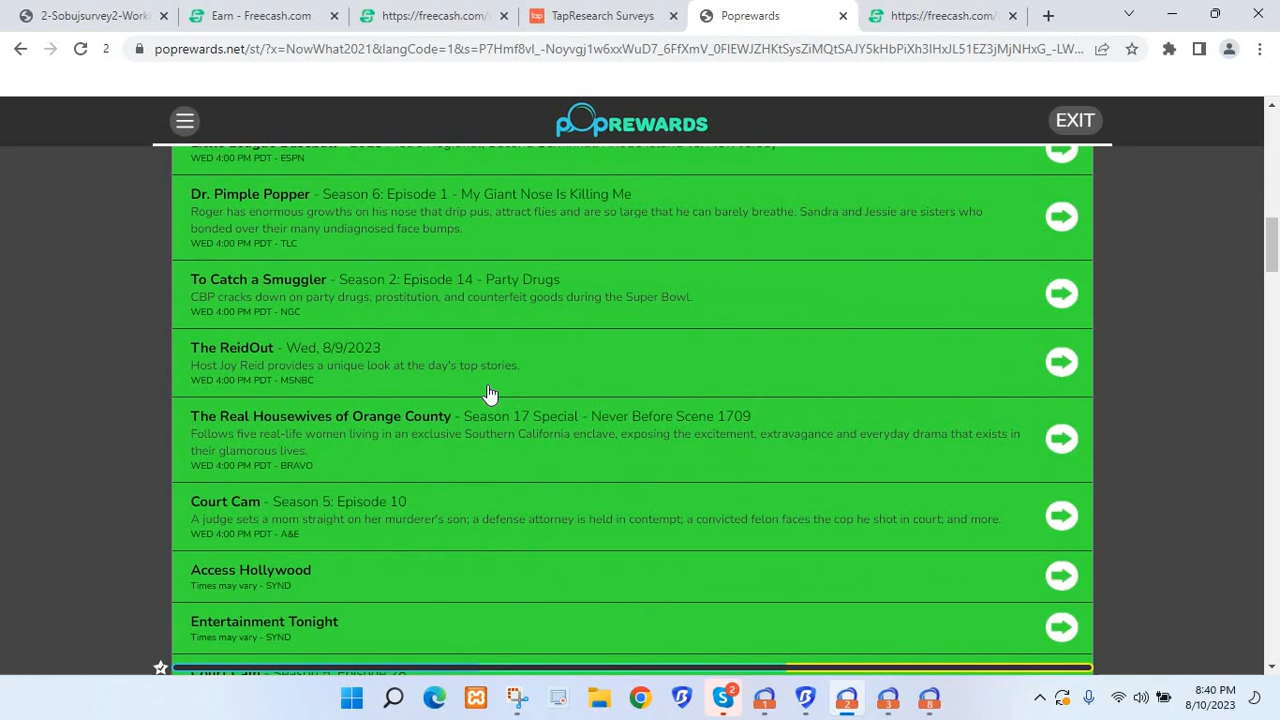 2-Sobujsurvey2-Work
Earn - Freecash.com
https://freecash.com/
TapResearch Surveys
Poprewards
https://freecash.com/
2
poprewards.net/st/?x=NowWhat2021&langCode=1&s=
POPREWARDS
EXIT
WED 4:00 PM PDT - ESPN
Dr. Pimple Popper - Season 6: Episode 1 - My Giant Nose Is Killing Me
Roger has enormous growths on his nose that drip pus, attract flies and are so large that he can barely breathe. Sandra and Jessie are sisters who
bonded over their many undiagnosed face bumps.
WED 4:00 PM PDT - TLC
To Catch a Smuggler - Season 2: Episode 14 - Party Drugs
CBP cracks down on party drugs, prostitution, and counterfeit goods during the Super Bowl.
WED 4:00 PM PDT - NGC
The ReidOut - Wed, 8/9/2023
Host Joy Reid provides a unique look at the day's top stories.
WED 4:00 PM PDT - MSNBC
The Real Housewives of Orange County - Season 17 Special - Never Before Scene 1709
Follows five real-life women living in an exclusive Southern California enclave, exposing the excitement, extravagance and everyday drama that exists in
their glamorous lives.
WED 4:00 PM PDT - BRAVO
Court Cam - Season 5: Episode 10
A judge sets a mom straight on her murderer's son; a defense attorney is held in contempt; a convicted felon faces the cop he shot in court; and more.
WED 4:00 PM PDT - A&E
Access Hollywood
Times may vary - SYND
Entertainment Tonight
Times may vary - SYND
2
1
2
3
8
8:40 PM
8/10/2023